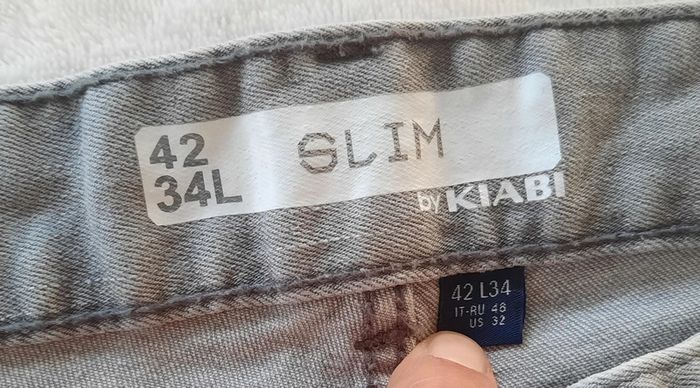 42
34L
SLIM
by KIABI
42 L34
IT-RU 48
US 32